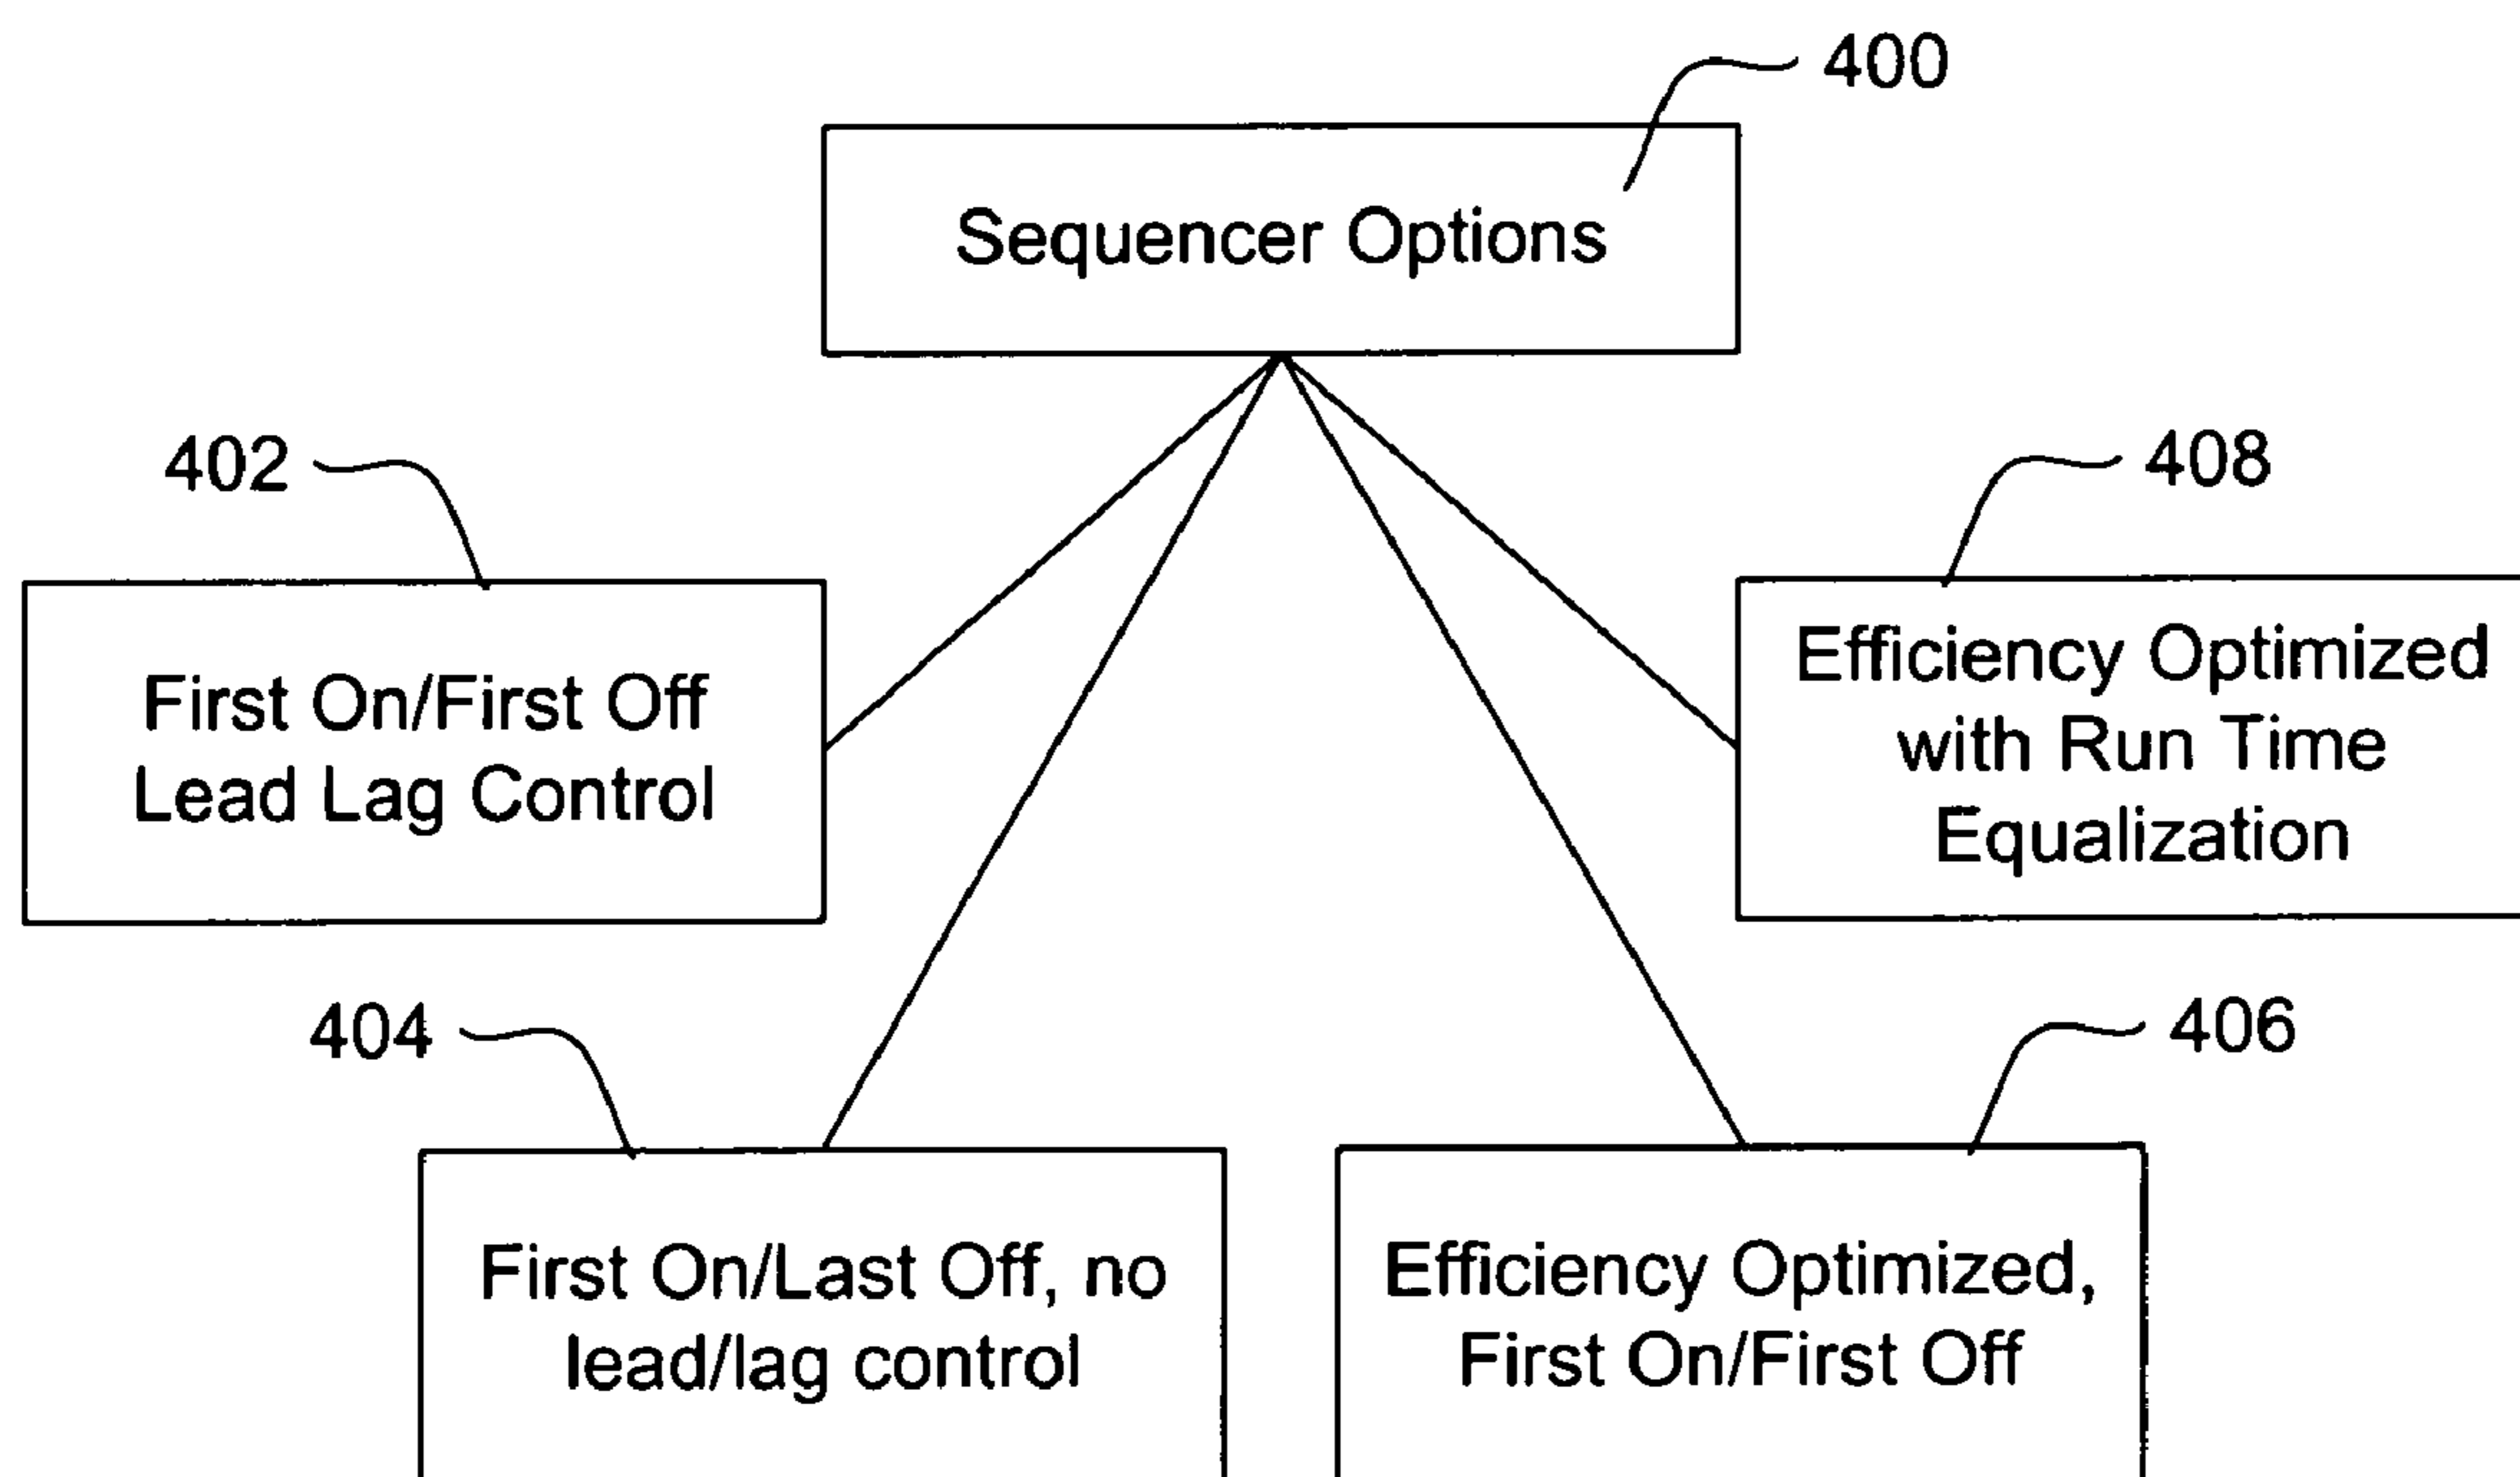 400
Sequencer Options
402
408
First On/First Off
Lead Lag Control
Efficiency Optimized
with Run Time
Equalization
404
406
First On/Last Off, no
lead/lag control
Efficiency Optimized,
First On/First Off